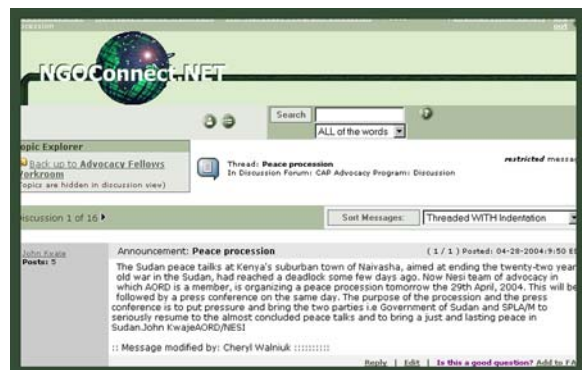 NGOConnect.NET
Search
ALL of the words
Topic Explorer
Back up to Advocacy Fellows
Workroom
(Topics are hidden in discussion view)
Thread: Peace procession
In Discussion Forum: CAP Advocacy Program: Discussion
restricted messag
Discussion 1 of 16
Sort Messages:
Threaded WITH Indentation
Posts: 5
Announcement: Peace procession
( 1 / 1 ) Posted: 04-28-2004:9:50 E
The Sudan peace talks at Kenya's suburban town of Naivasha, aimed at ending the twenty-two year
old war in the Sudan, had reached a deadlock some few days ago. Now Nesi team of advocacy in
which AORD is a member, is organizing a peace procession tomorrow the 29th April, 2004. This will be
followed by a press conference on the same day. The purpose of the procession and the press
conference is to put pressure and bring the two parties i.e Government of Sudan and SPLA/M to
seriously resume to the almost concluded peace talks and to bring a just and lasting peace in
Sudan.John KwajeAORD/NESI
:: Message modified by: Cheryl Walniuk ::::::::::
Reply | Edit | Is this a good question? Add to FA